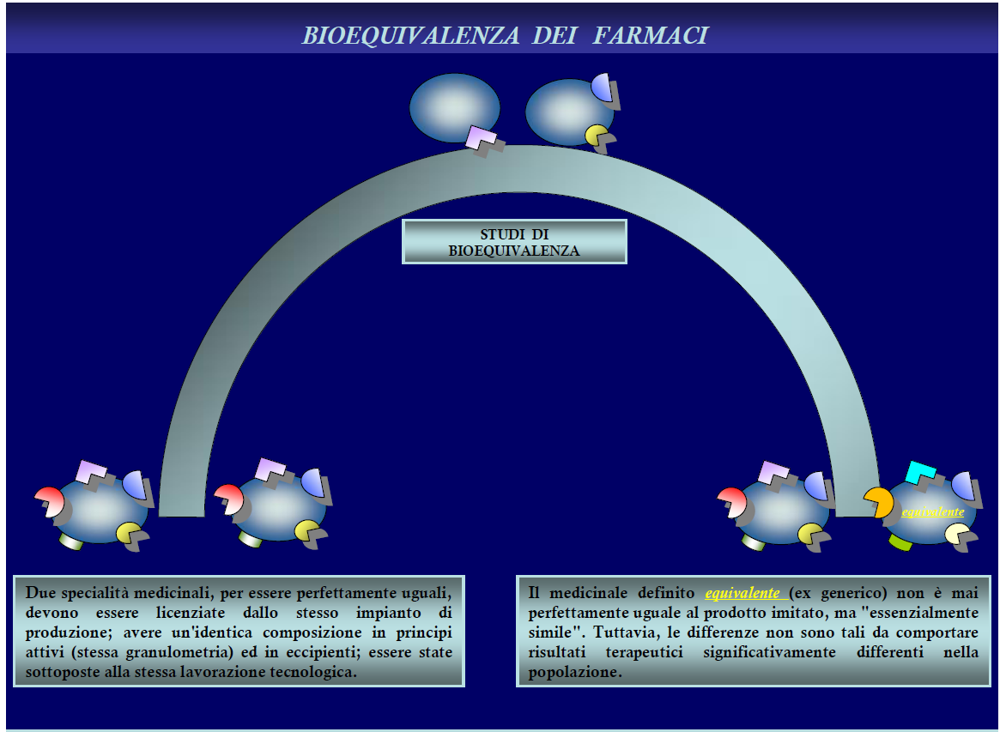 BIOEQUIVALENZA DEI FARMACI
STUDI DI
BIOEQUIVALENZA
equivalente
Due specialità medicinali, per essere perfettamente uguali,
devono essere licenziate dallo stesso impianto di
produzione; avere un'identica composizione in principi
attivi (stessa granulometria) ed in eccipienti; essere state
sottoposte alla stessa lavorazione tecnologica.
Il medicinale definito equivalente (ex generico) non è mai
perfettamente uguale al prodotto imitato, ma "essenzialmente
simile". Tuttavia, le differenze non sono tali da comportare
risultati terapeutici significativamente differenti nella
popolazione.